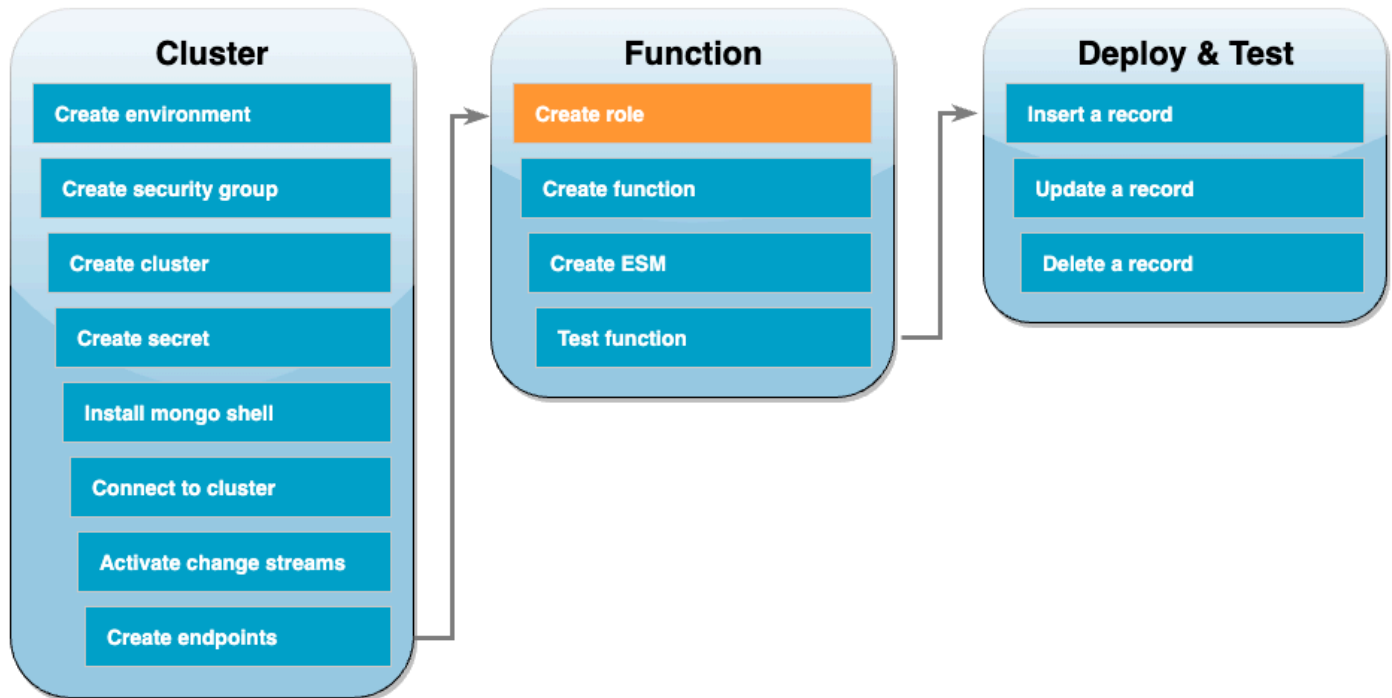 Cluster
Create environment
Create security group
Create cluster
Create secret
Install mongo shell
Connect to cluster
Activate change streams
Create endpoints
Function
Create role
Create function
Create ESM
Test function
Deploy & Test
Insert a record
Update a record
Delete a record